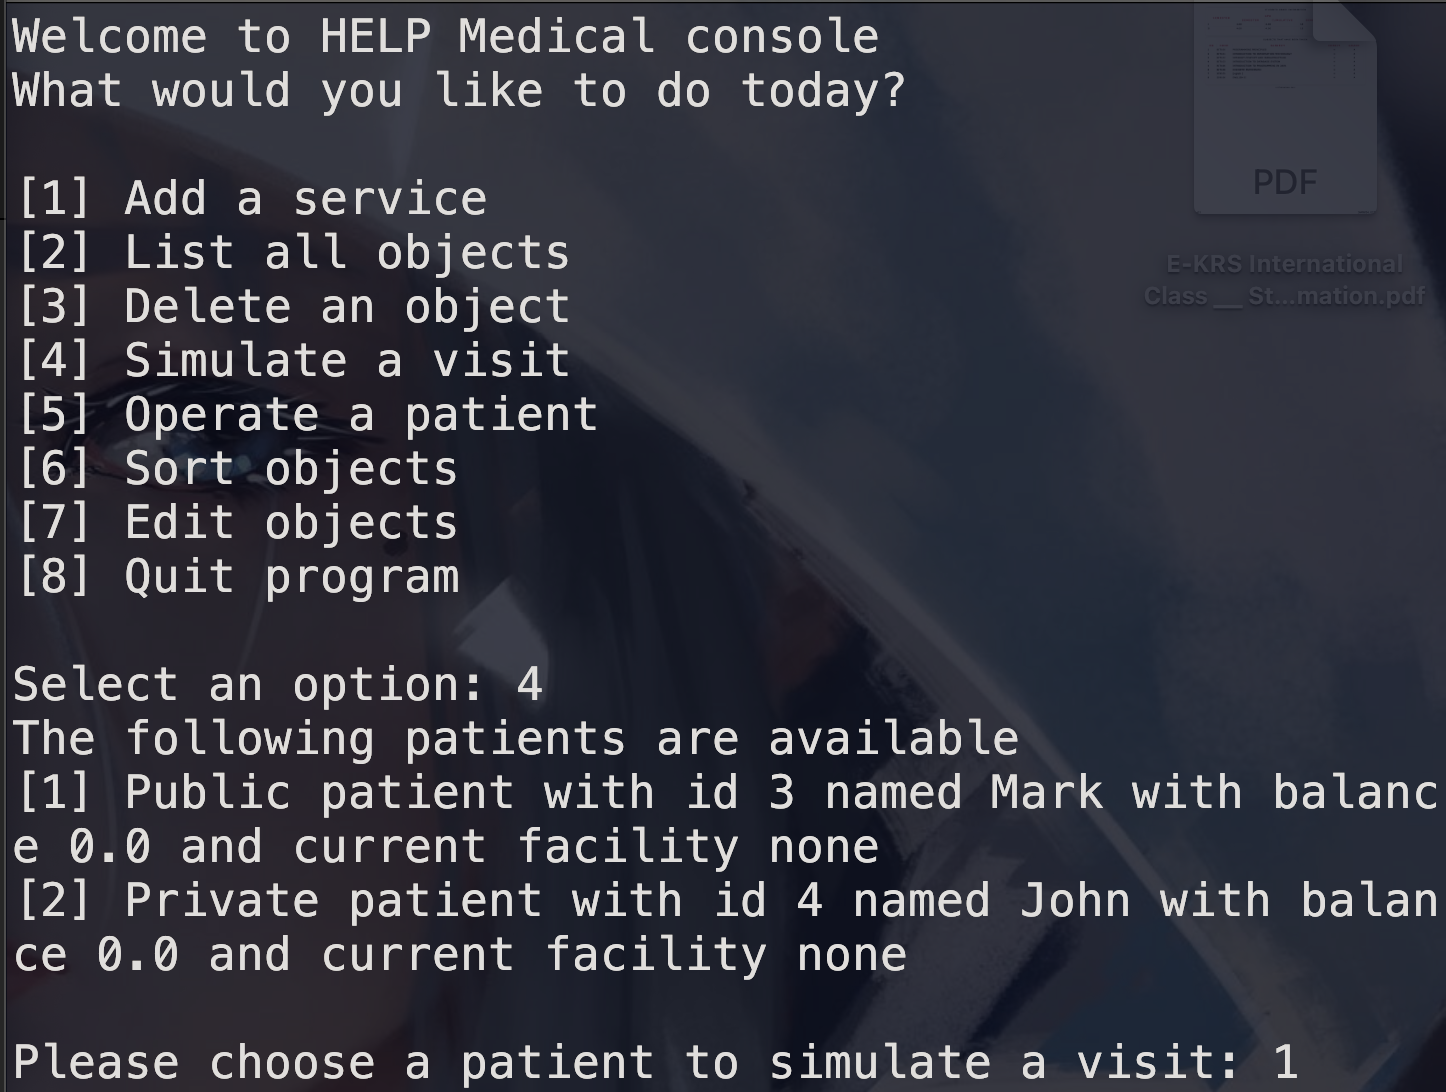 Welcome to HELP Medical console
What would you like to do today?
[1] Add a service
[2] List all objects
[3] Delete an object
[4] Simulate a visit
[5] Operate a patient
[6] Sort objects
[7] Edit objects
[8] Quit program
Select an option: 4
The following patients are available
[1] Public patient with id 3 named Mark with balanc
e 0.0 and current facility none
[2] Private patient with id 4 named John with balan
ce 0.0 and current facility none
Please choose a patient to simulate a visit: 1
PDF
E-KRS International
Class __ St...mation.pdf